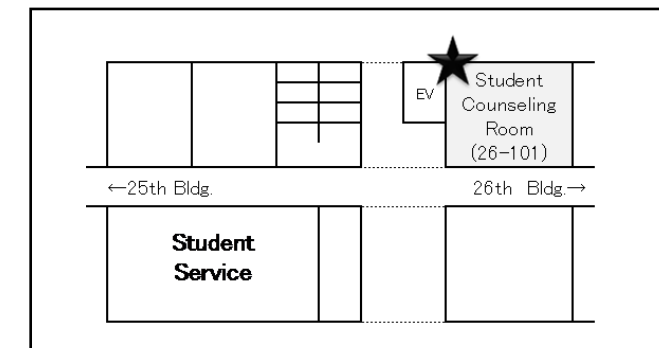 EV
Student
Counseling
Room
(26-101)
←25th Bldg.
26th Bldg.→
Student
Service